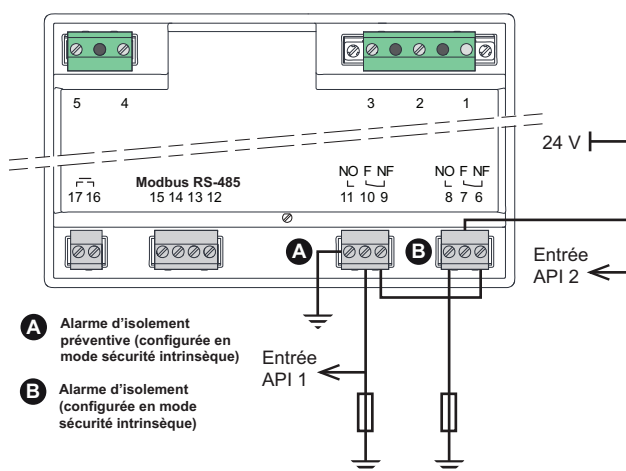 5 4 3 2 1
24 V
NO F NF NO F NF
17 16 Modbus RS-485 11 10 9 8 7 6
15 14 13 12
A B
Entrée
API 2
A Alarme d'isolement
préventive (configurée en
mode sécurité intrinsèque)
Entrée
API 1
B Alarme d'isolement
(configurée en mode
sécurité intrinsèque)